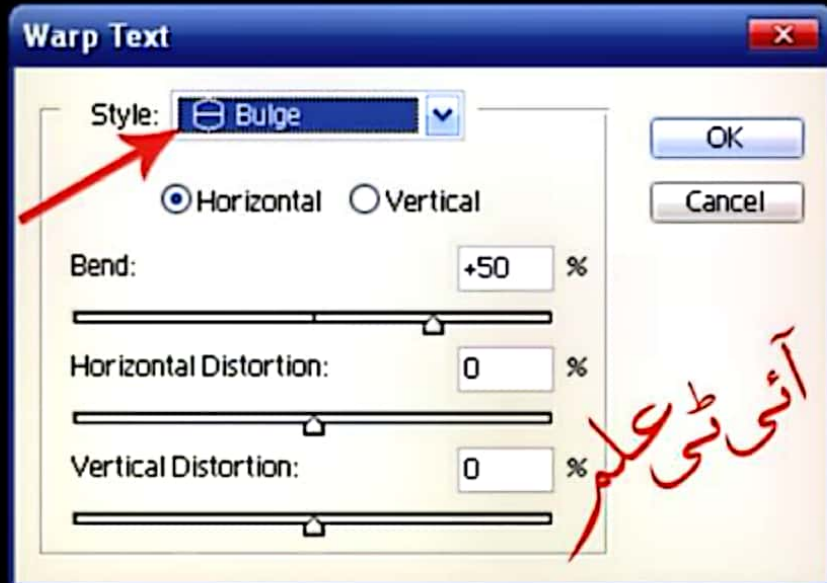 Warp Text
Style: Bulge
OK
Horizontal Vertical
Cancel
Bend: +50 %
Horizontal Distortion: 0 %
Vertical Distortion: 0 %
آئی ٹی علم